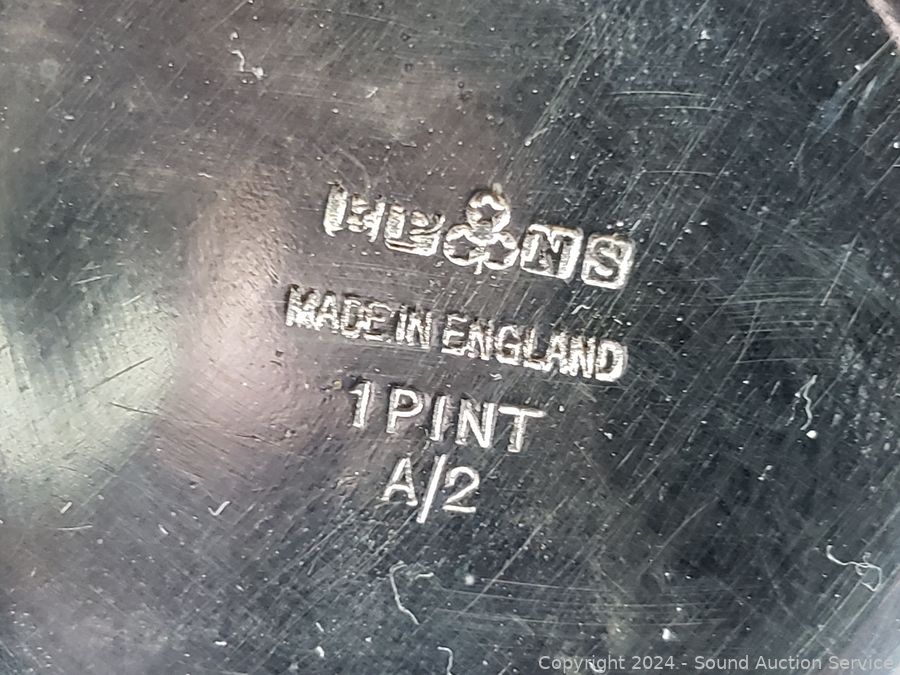 N S
MADE IN ENGLAND
1 PINT
A/2
Copyright 2024 - Sound Auction Service